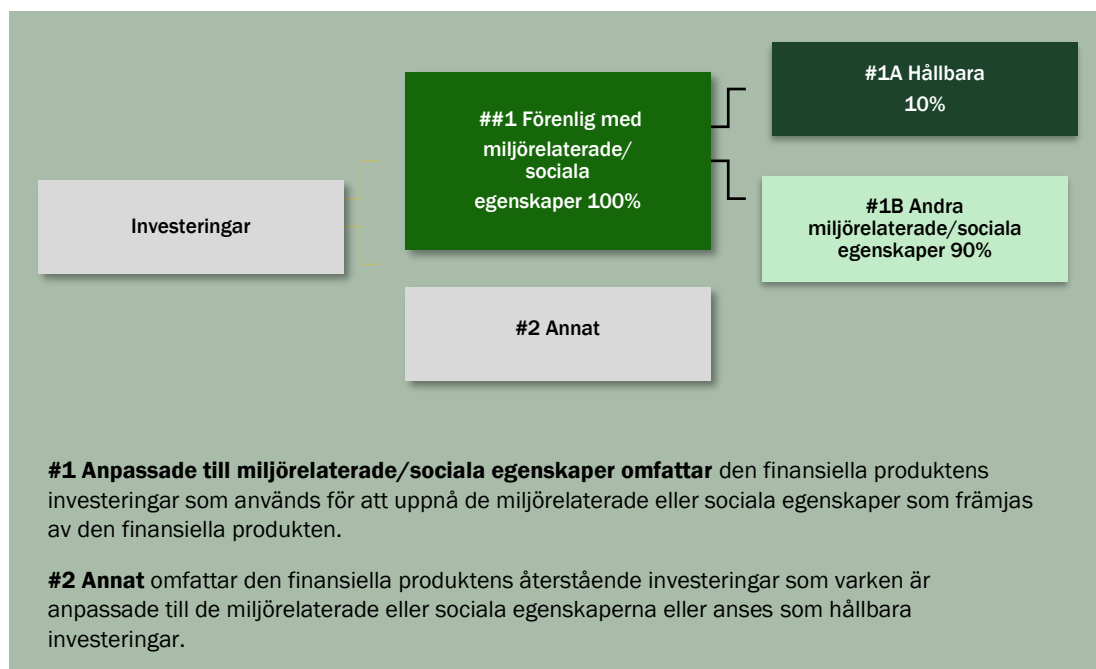 #1A Hållbara
10%
##1 Förenlig med
miljörelaterade/
sociala
egenskaper 100%
Investeringar
#1B Andra
miljörelaterade/sociala
egenskaper 90%
#2 Annat
#1 Anpassade till miljörelaterade/sociala egenskaper omfattar den finansiella produktens
investeringar som används för att uppnå de miljörelaterade eller sociala egenskaper som främjas
av den finansiella produkten.
#2 Annat omfattar den finansiella produktens återstående investeringar som varken är
anpassade till de miljörelaterade eller sociala egenskaperna eller anses som hållbara
investeringar.